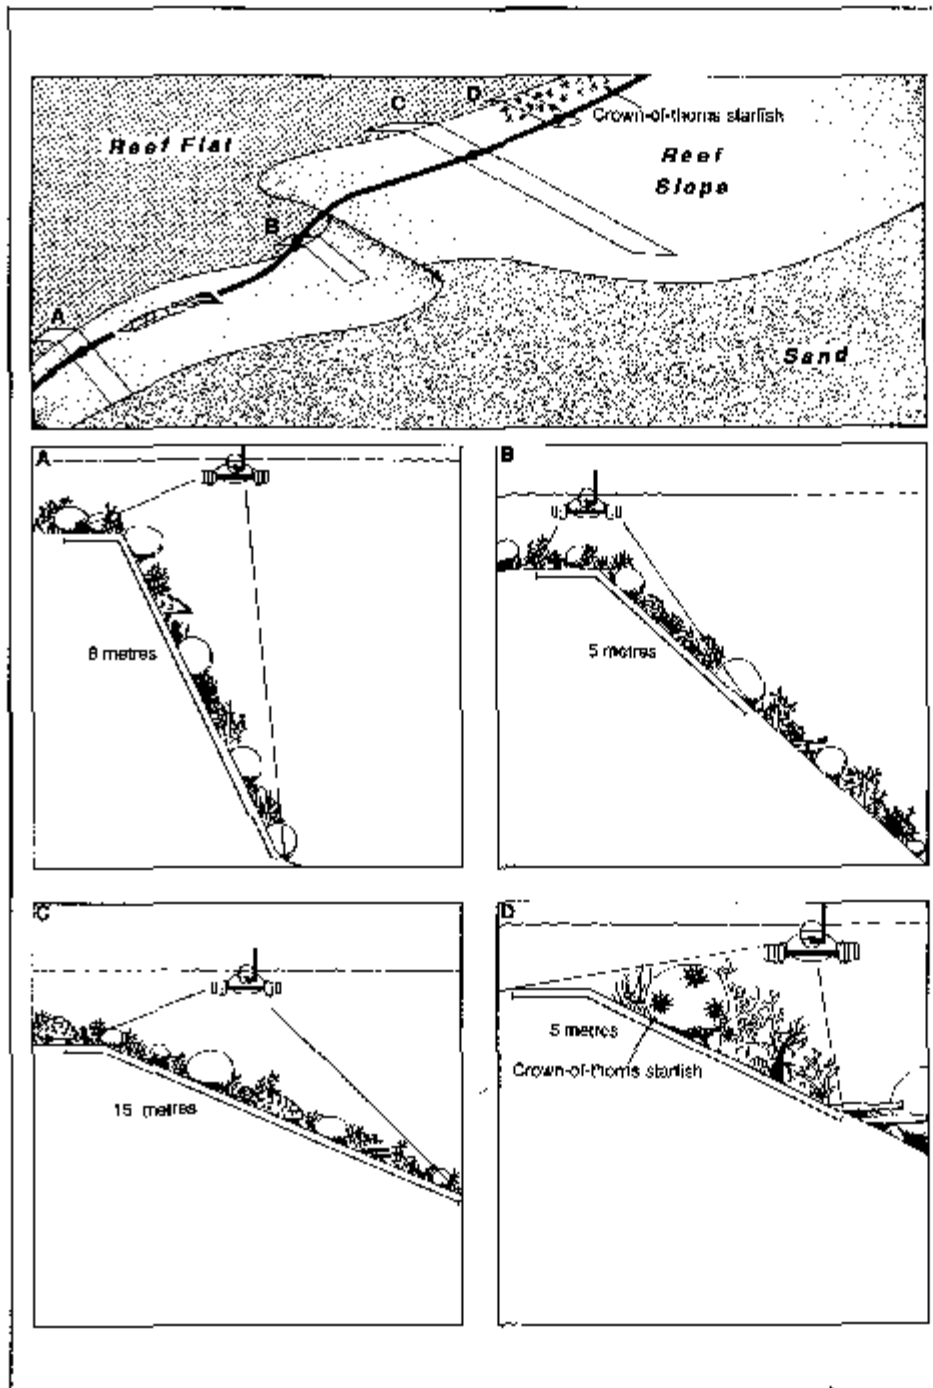 C
D
Crown-of-thorns starfish
Reef Flat
Reef
Slope
B
A
Sand
A
8 metres
B
5 metres
C
15 metres
D
5 metres
Crown-of-thorns starfish